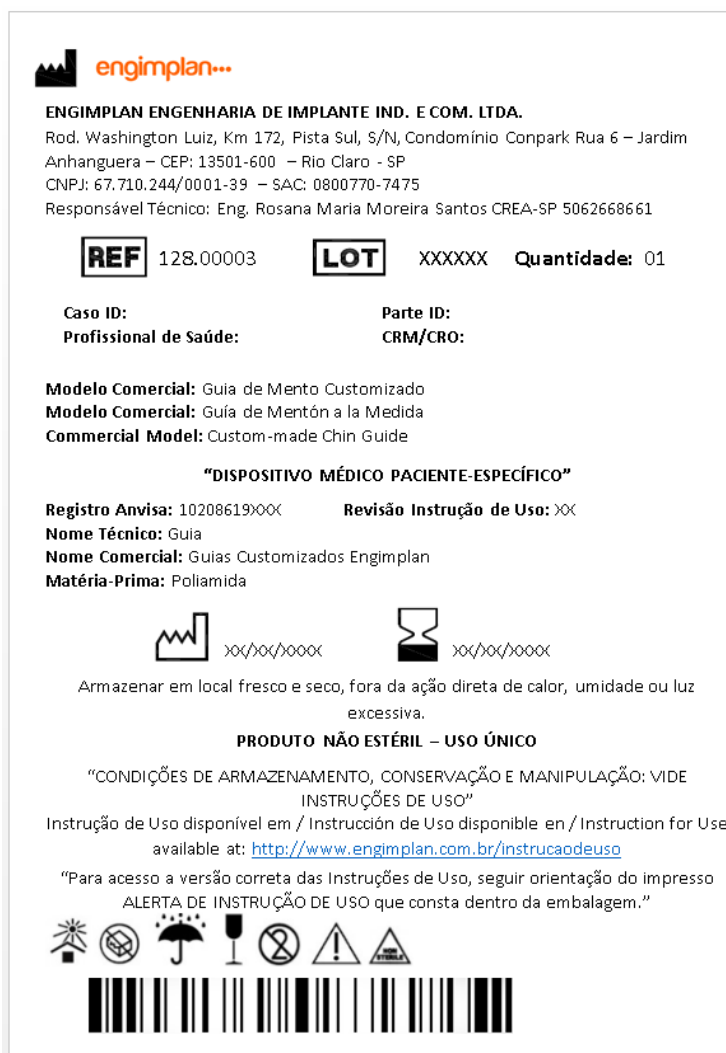 engimplan
ENGIMPLAN ENGENHARIA DE IMPLANTE IND. E COM. LTDA.
Rod. Washington Luiz, Km 172, Pista Sul, S/N, Condomínio Conpark Rua 6 – Jardim
Anhanguera – CEP: 13501-600 – Rio Claro - SP
CNPJ: 67.710.244/0001-39 – SAC: 0800770-7475
Responsável Técnico: Eng. Rosana Maria Moreira Santos CREA-SP 5062668661
REF 128.00003 LOT XXXXXX Quantidade: 01
Caso ID: Parte ID:
Profissional de Saúde: CRM/CRO:
Modelo Comercial: Guia de Mento Customizado
Modelo Comercial: Guía de Mentón a la Medida
Commercial Model: Custom-made Chin Guide
“DISPOSITIVO MÉDICO PACIENTE-ESPECÍFICO”
Registro Anvisa: 10208619XXX Revisão Instrução de Uso: XX
Nome Técnico: Guia
Nome Comercial: Guias Customizados Engimplan
Matéria-Prima: Poliamida
XX/XX/XXXX XX/XX/XXXX
Armazenar em local fresco e seco, fora da ação direta de calor, umidade ou luz
excessiva.
PRODUTO NÃO ESTÉRIL – USO ÚNICO
“CONDIÇÕES DE ARMAZENAMENTO, CONSERVAÇÃO E MANIPULAÇÃO: VIDE
INSTRUÇÕES DE USO”
Instrução de Uso disponível em / Instrucción de Uso disponible en / Instruction for Use
available at: http://www.engimplan.com.br/instrucaodeuso
“Para acesso a versão correta das Instruções de Uso, seguir orientação do impresso
ALERTA DE INSTRUÇÃO DE USO que consta dentro da embalagem.”
2
NON STERILE